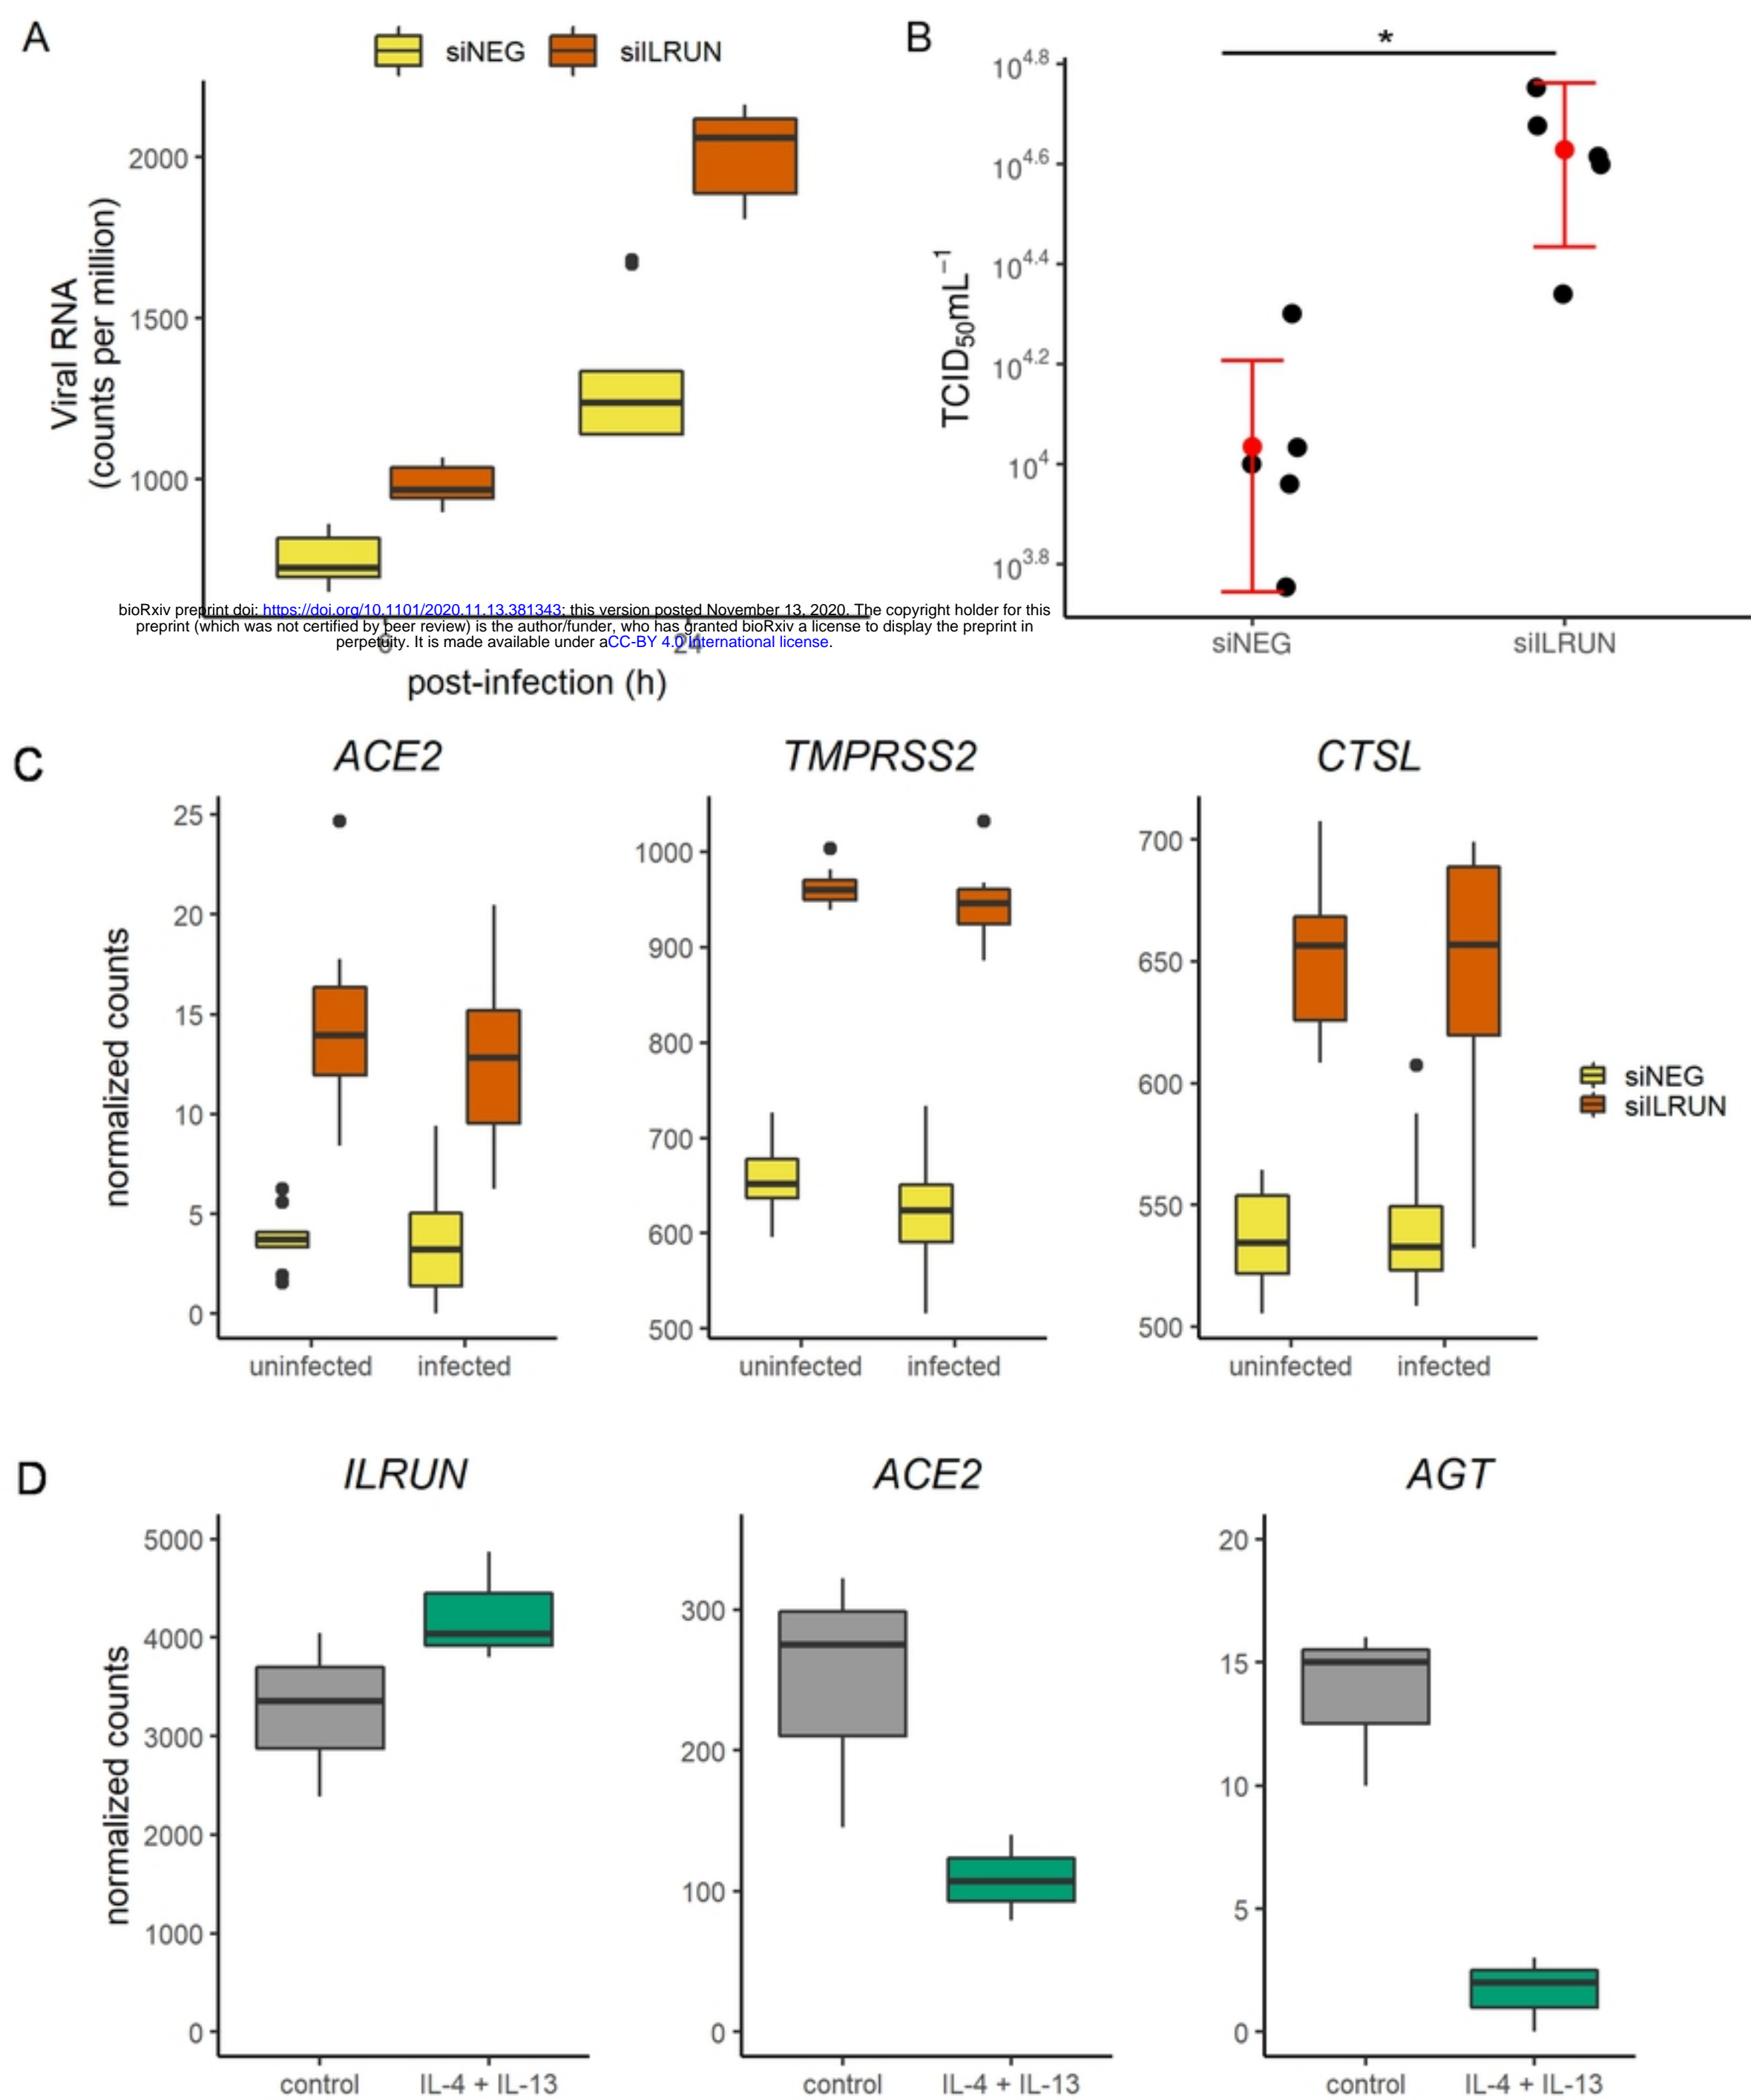 A
siNEG
siILRUN
Viral RNA
(counts per million)
2000
1500
1000
6
24
post-infection (h)
bioRxiv preprint doi: https://doi.org/10.1101/2020.11.13.381343; this version posted November 13, 2020. The copyright holder for this
preprint (which was not certified by peer review) is the author/funder, who has granted bioRxiv a license to display the preprint in
perpetuity. It is made available under aCC-BY 4.0 International license.
B
*
TCID50mL−1
10^4.8
10^4.6
10^4.4
10^4.2
10^4
10^3.8
siNEG
siILRUN
C
ACE2
normalized counts
25
20
15
10
5
0
uninfected
infected
TMPRSS2
1000
900
800
700
600
500
uninfected
infected
CTSL
700
650
600
550
500
uninfected
infected
siNEG
siILRUN
D
ILRUN
normalized counts
5000
4000
3000
2000
1000
0
control
IL-4 + IL-13
ACE2
300
200
100
0
control
IL-4 + IL-13
AGT
20
15
10
5
0
control
IL-4 + IL-13